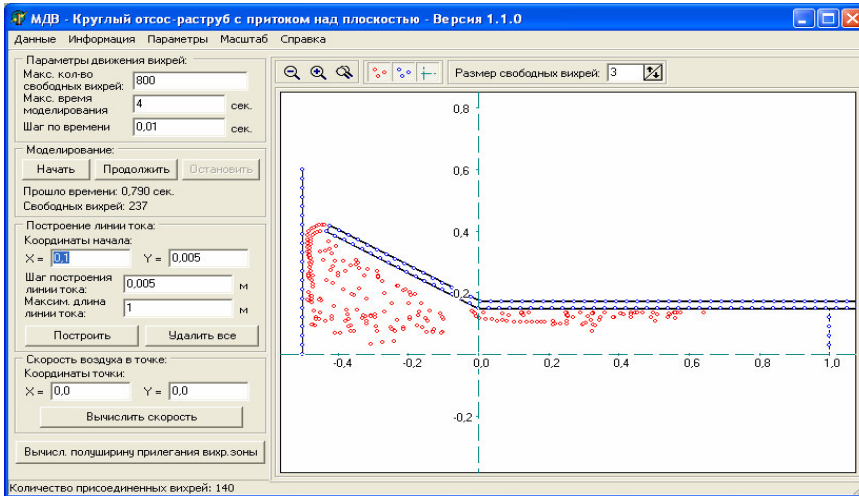 МДВ - Круглый отсос-раструб с притоком над плоскостью - Версия 1.1.0
Данные Информация Параметры Масштаб Справка
Параметры движения вихрей:
Макс. кол-во свободных вихрей: 800
Макс. время моделирования 4 сек.
Шаг по времени 0,01 сек.
Моделирование:
Начать Продолжить Остановить
Прошло времени: 0,790 сек.
Свободных вихрей: 237
Построение линии тока:
Координаты начала:
X = 0,1 Y = 0,005
Шаг построения линии тока: 0,005 м
Максим. длина линии тока: 1 м
Построить Удалить все
Скорость воздуха в точке:
Координаты точки:
X = 0,0 Y = 0,0
Вычислить скорость
Вычисл. полуширину прилегания вихр.зоны
Количество присоединенных вихрей: 140
Размер свободных вихрей: 3
0,8
0,6
0,4
0,2
-0,4 -0,2 0,0 0,2 0,4 0,6 0,8 1,0
-0,2